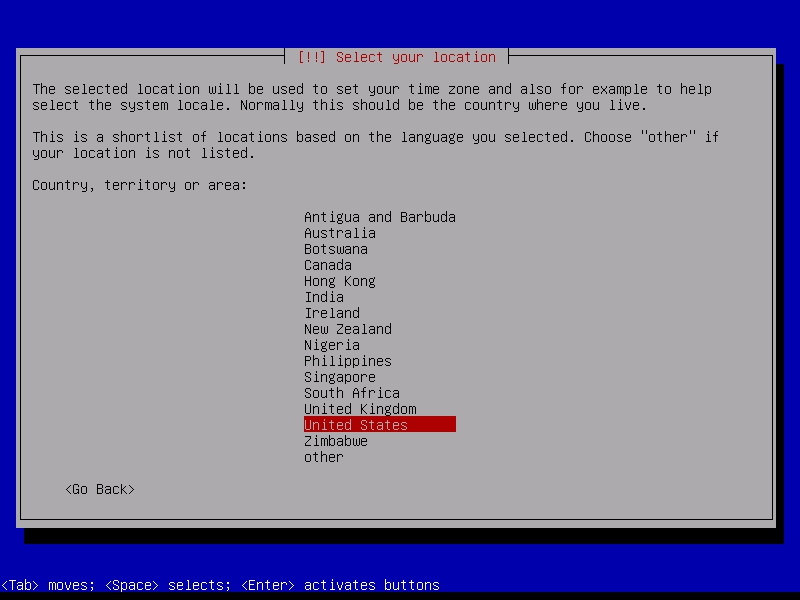 [!!] Select your location
The selected location will be used to set your time zone and also for example to help
select the system locale. Normally this should be the country where you live.
This is a shortlist of locations based on the language you selected. Choose "other" if
your location is not listed.
Country, territory or area:
Antigua and Barbuda
Australia
Botswana
Canada
Hong Kong
India
Ireland
New Zealand
Nigeria
Philippines
Singapore
South Africa
United Kingdom
United States
Zimbabwe
other
<Go Back>
<Tab> moves; <Space> selects; <Enter> activates buttons